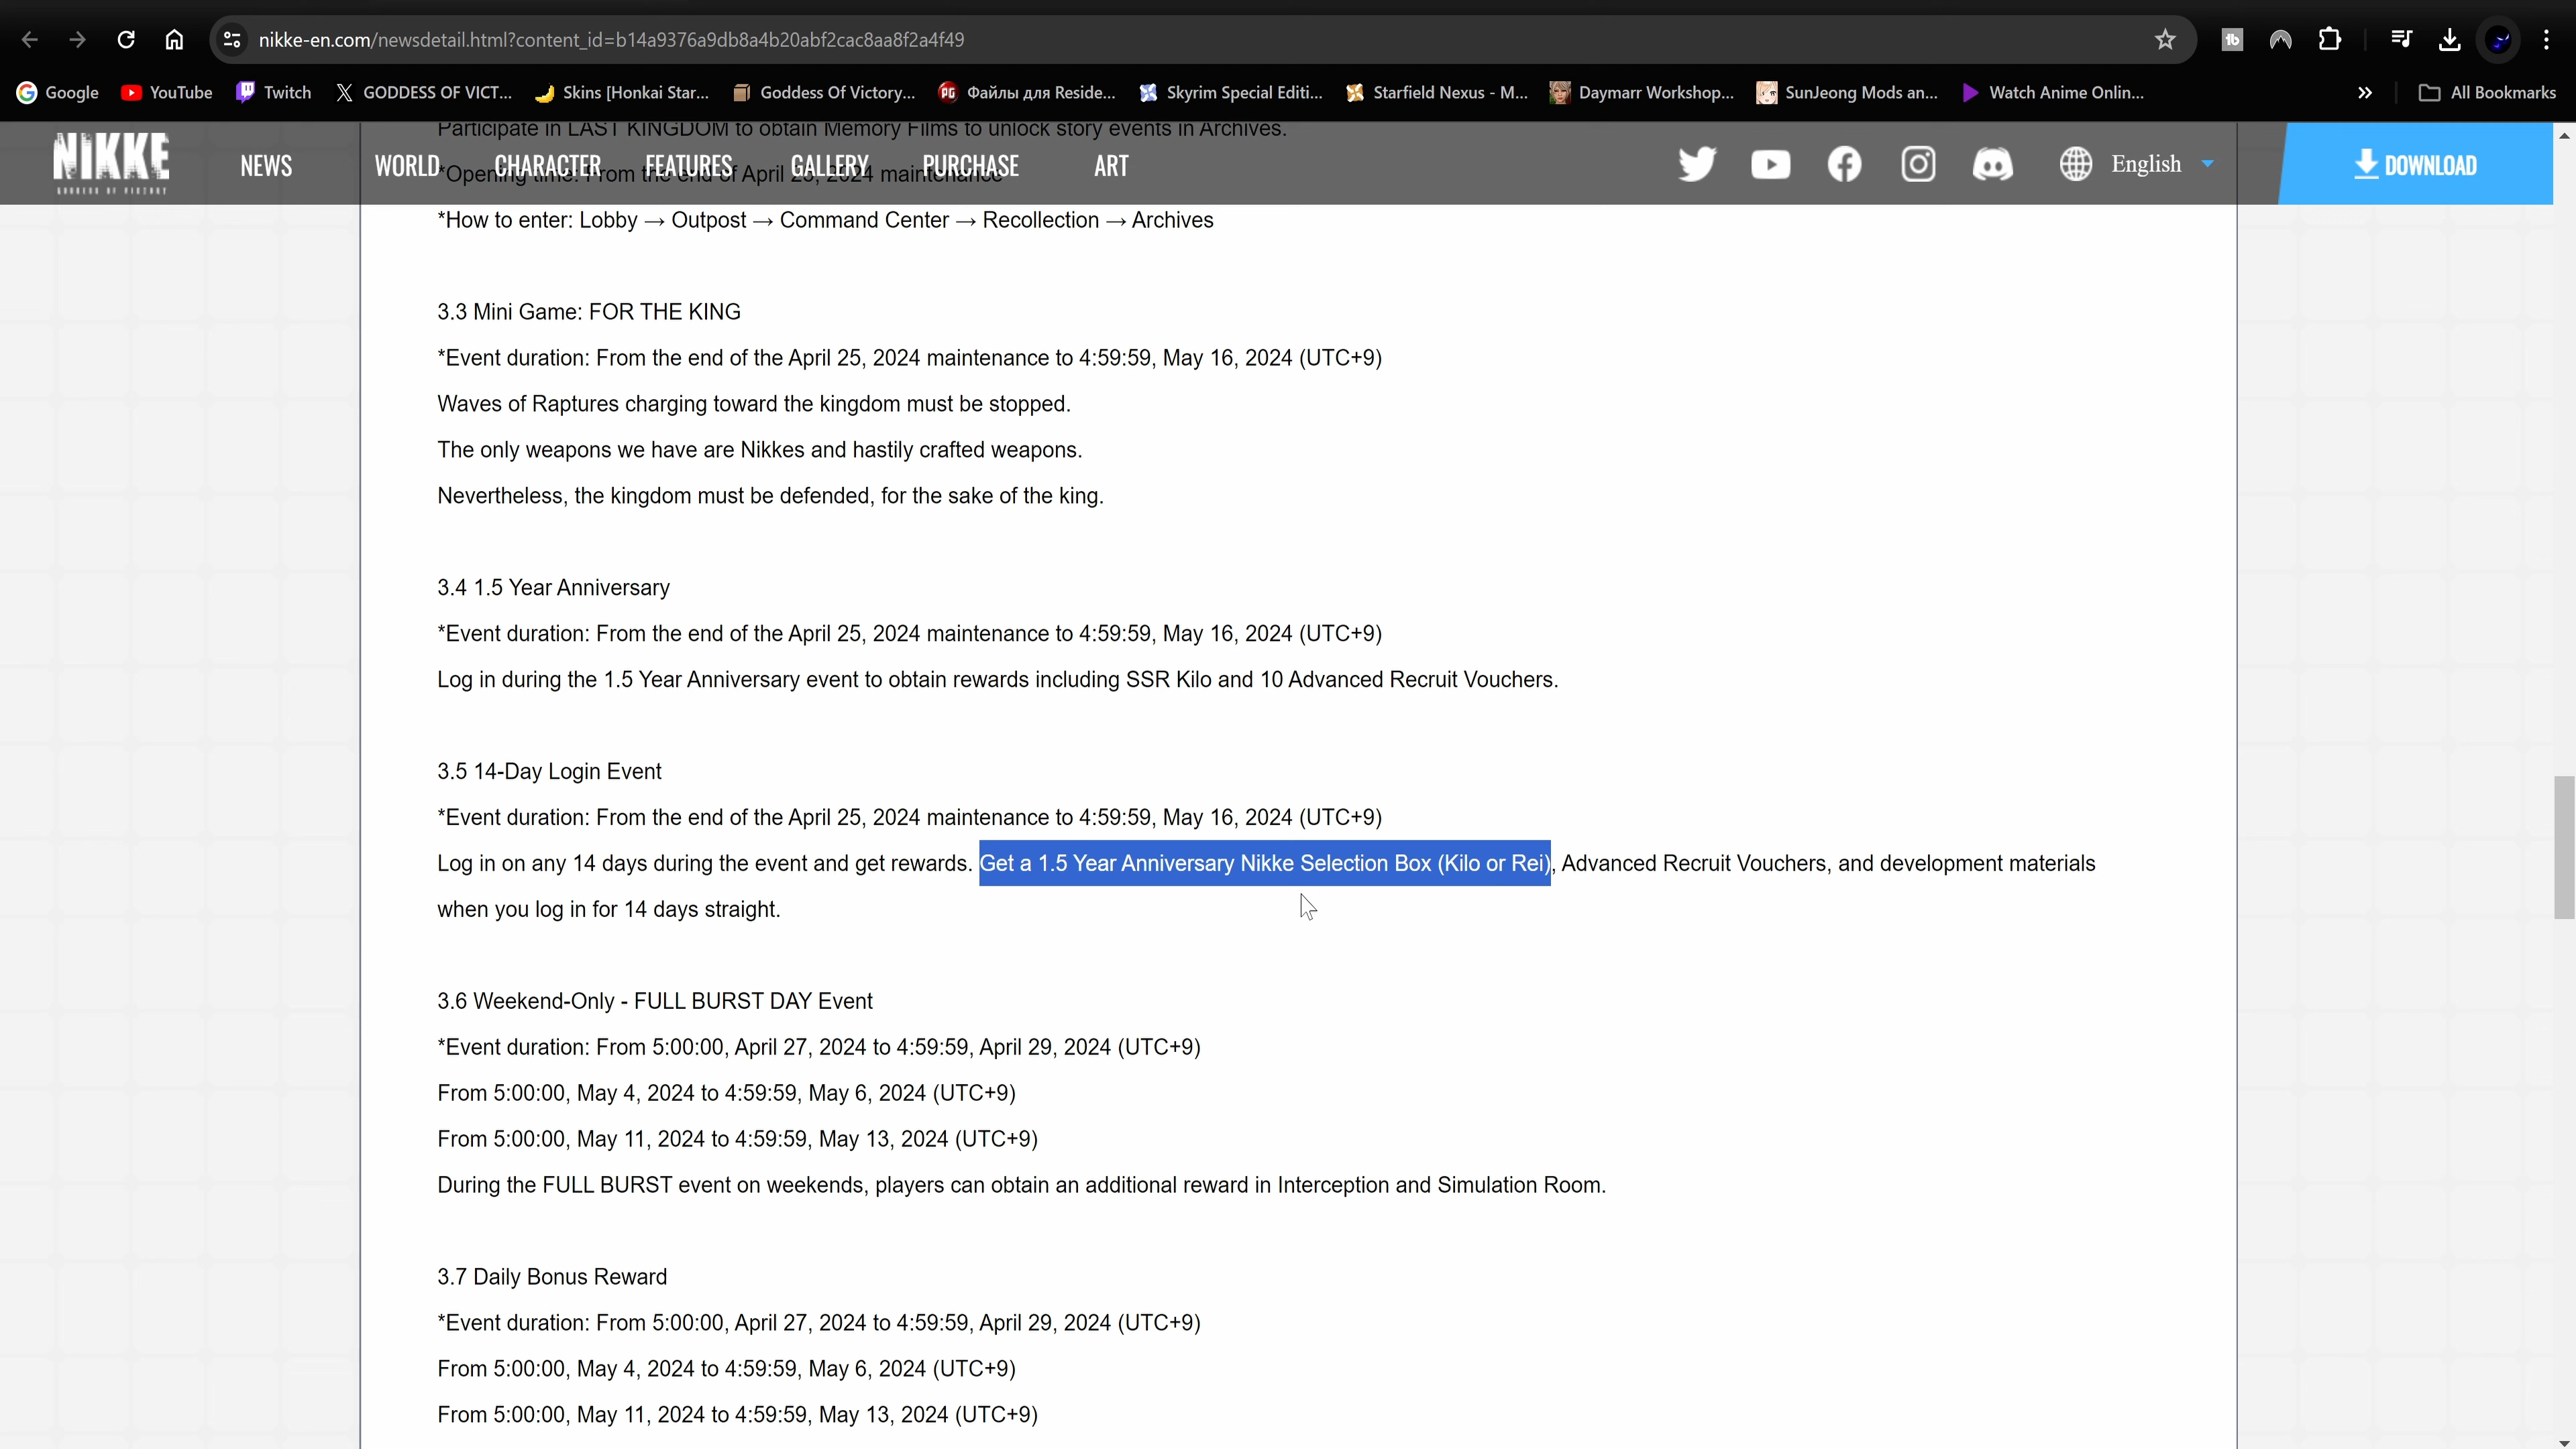 nikke-en.com/newsdetail.html?content_id=b14a9376a9db8a4b20abf2cac8aa8f2a4f49
Google YouTube Twitch GODDESS OF VICT... Skins [Honkai Star... Goddess Of Victory... Файлы для Reside... Skyrim Special Editi... Starfield Nexus - M... Daymarr Workshop... SunJeong Mods an... Watch Anime Onlin... All Bookmarks
Participate in LAST KINGDOM to obtain Memory Films to unlock story events in Archives.
NIKKE
GODDESS OF VICTORY
NEWS WORLD CHARACTER FEATURES GALLERY PURCHASE ART English DOWNLOAD
*Opening time: From the end of April 25, 2024 maintenance
*How to enter: Lobby → Outpost → Command Center → Recollection → Archives
3.3 Mini Game: FOR THE KING
*Event duration: From the end of the April 25, 2024 maintenance to 4:59:59, May 16, 2024 (UTC+9)
Waves of Raptures charging toward the kingdom must be stopped.
The only weapons we have are Nikkes and hastily crafted weapons.
Nevertheless, the kingdom must be defended, for the sake of the king.
3.4 1.5 Year Anniversary
*Event duration: From the end of the April 25, 2024 maintenance to 4:59:59, May 16, 2024 (UTC+9)
Log in during the 1.5 Year Anniversary event to obtain rewards including SSR Kilo and 10 Advanced Recruit Vouchers.
3.5 14-Day Login Event
*Event duration: From the end of the April 25, 2024 maintenance to 4:59:59, May 16, 2024 (UTC+9)
Log in on any 14 days during the event and get rewards. Get a 1.5 Year Anniversary Nikke Selection Box (Kilo or Rei), Advanced Recruit Vouchers, and development materials
when you log in for 14 days straight.
3.6 Weekend-Only - FULL BURST DAY Event
*Event duration: From 5:00:00, April 27, 2024 to 4:59:59, April 29, 2024 (UTC+9)
From 5:00:00, May 4, 2024 to 4:59:59, May 6, 2024 (UTC+9)
From 5:00:00, May 11, 2024 to 4:59:59, May 13, 2024 (UTC+9)
During the FULL BURST event on weekends, players can obtain an additional reward in Interception and Simulation Room.
3.7 Daily Bonus Reward
*Event duration: From 5:00:00, April 27, 2024 to 4:59:59, April 29, 2024 (UTC+9)
From 5:00:00, May 4, 2024 to 4:59:59, May 6, 2024 (UTC+9)
From 5:00:00, May 11, 2024 to 4:59:59, May 13, 2024 (UTC+9)